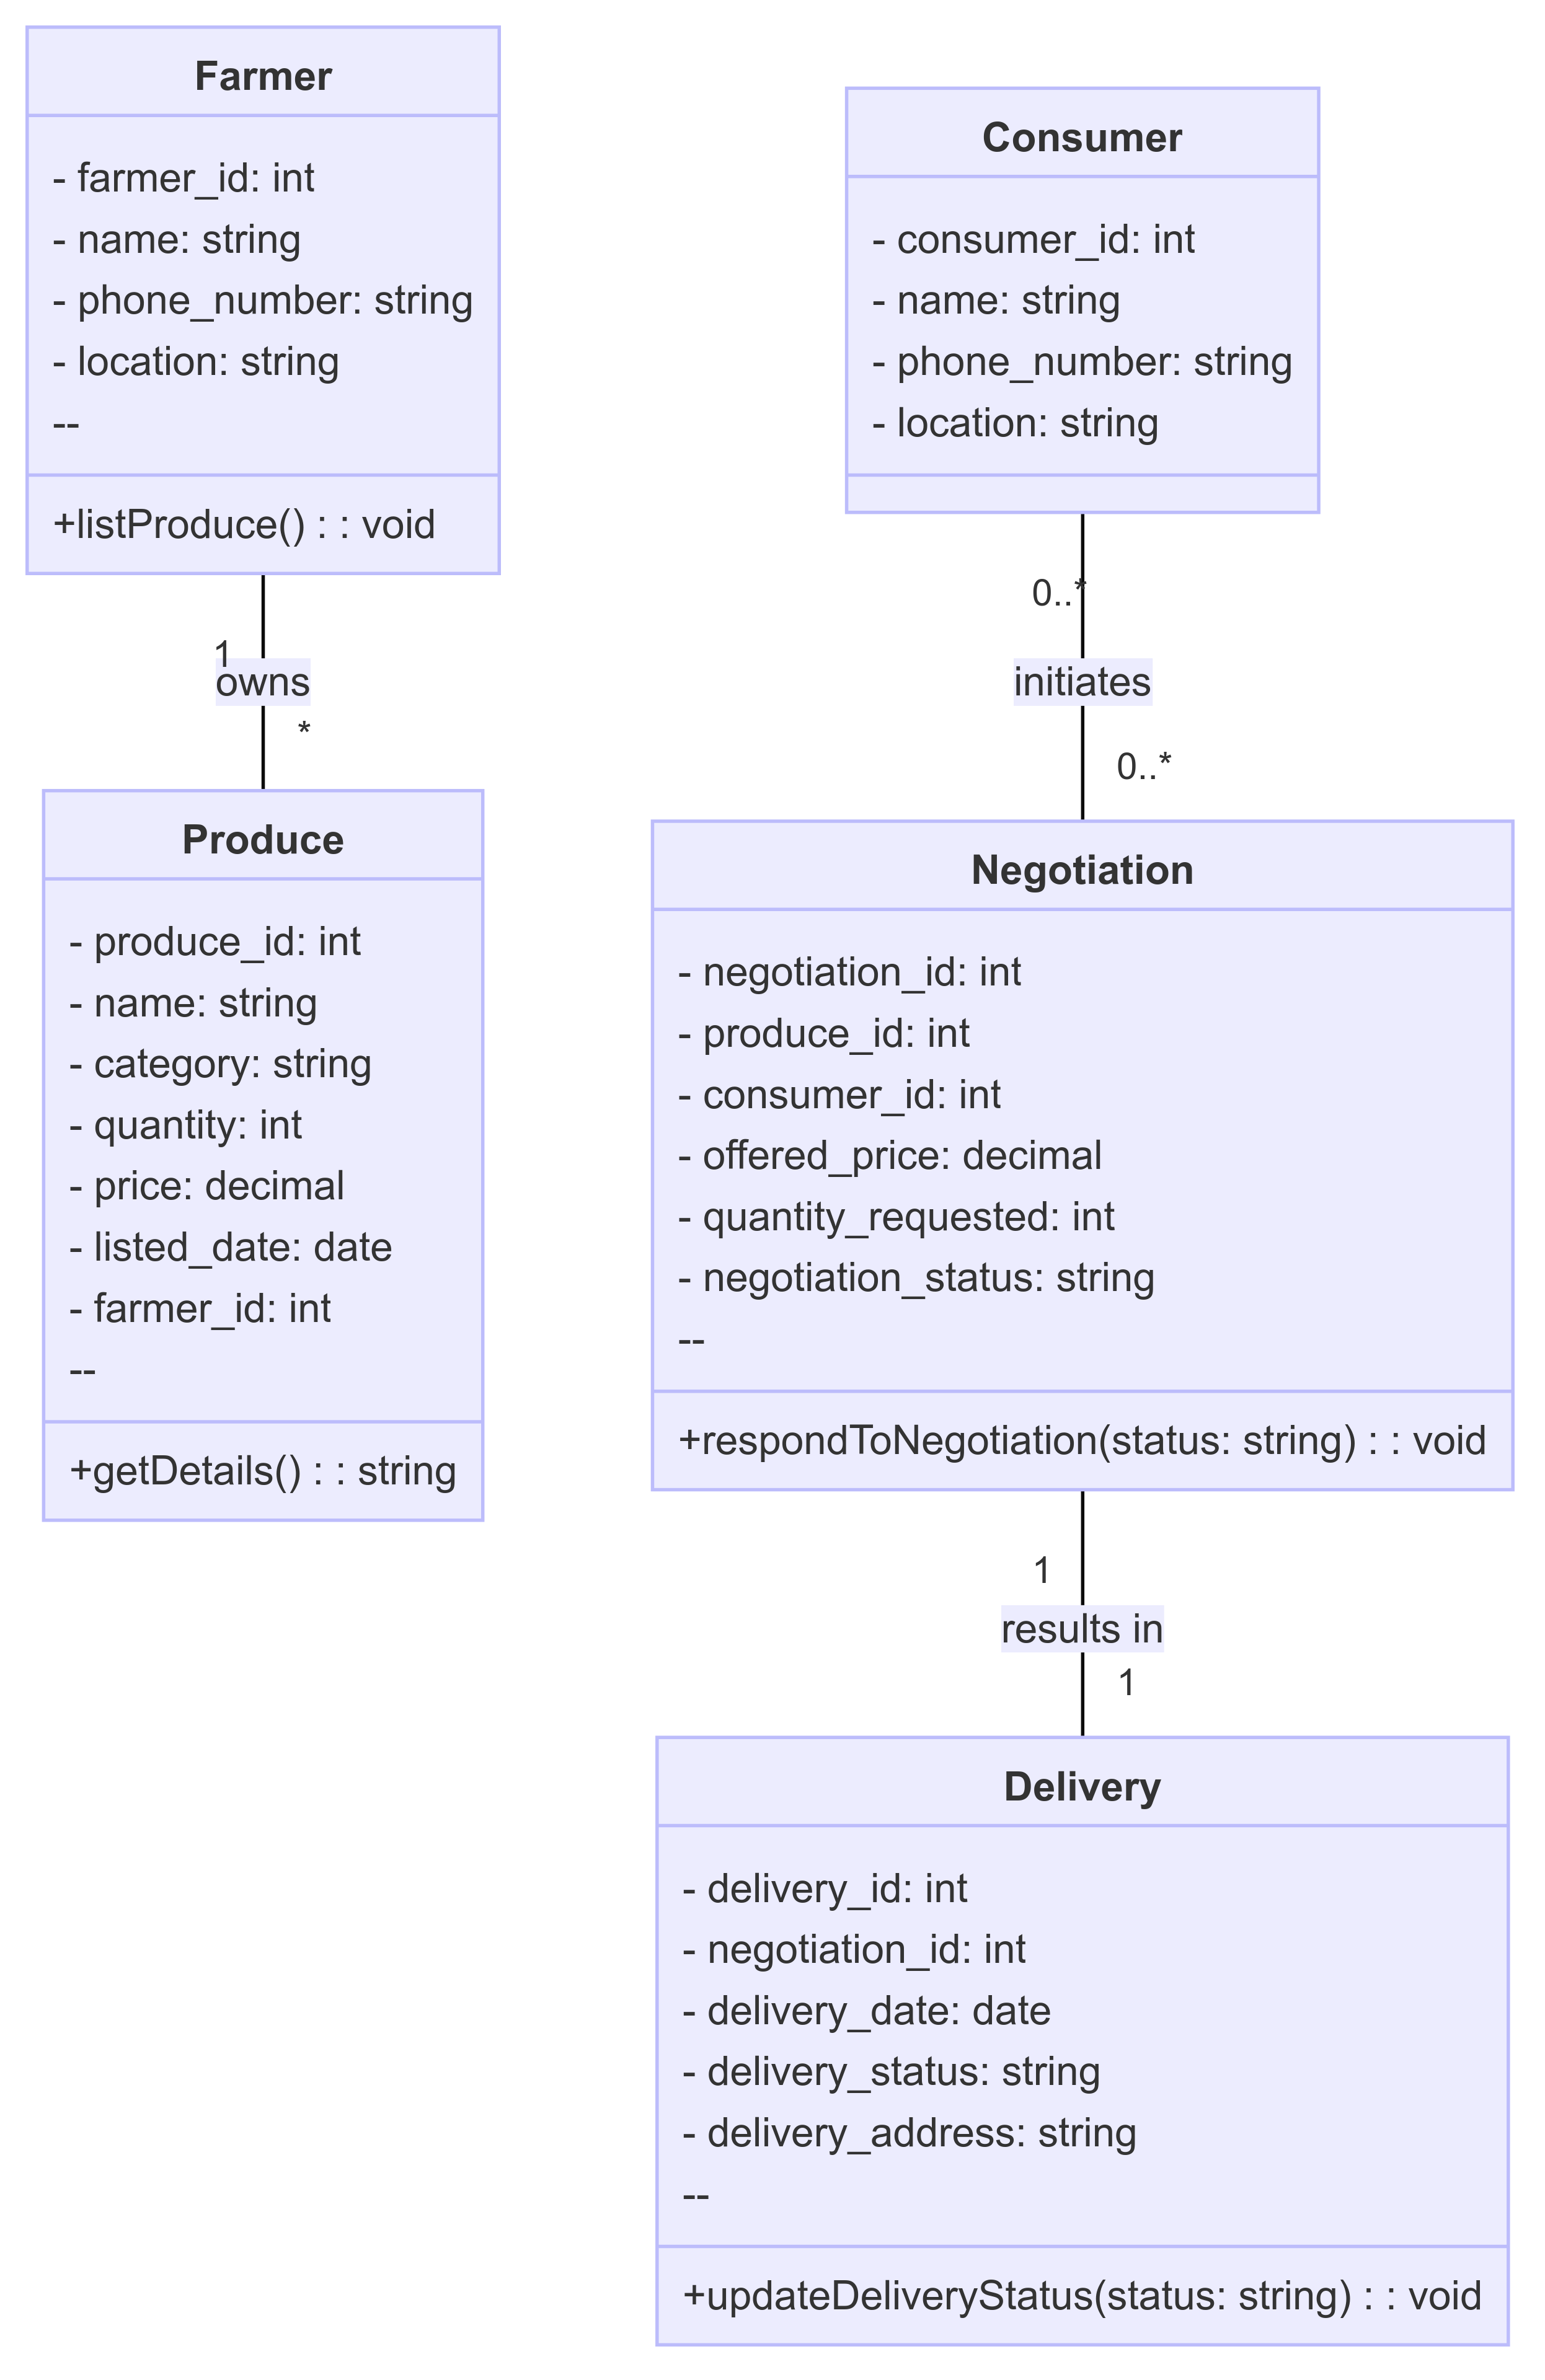 Farmer
- farmer_id: int
- name: string
- phone_number: string
- location: string
--
+listProduce() : : void
1
owns
*
Produce
- produce_id: int
- name: string
- category: string
- quantity: int
- price: decimal
- listed_date: date
- farmer_id: int
--
+getDetails() : : string
Consumer
- consumer_id: int
- name: string
- phone_number: string
- location: string
0..*
initiates
0..*
Negotiation
- negotiation_id: int
- produce_id: int
- consumer_id: int
- offered_price: decimal
- quantity_requested: int
- negotiation_status: string
--
+respondToNegotiation(status: string) : : void
1
results in
1
Delivery
- delivery_id: int
- negotiation_id: int
- delivery_date: date
- delivery_status: string
- delivery_address: string
--
+updateDeliveryStatus(status: string) : : void